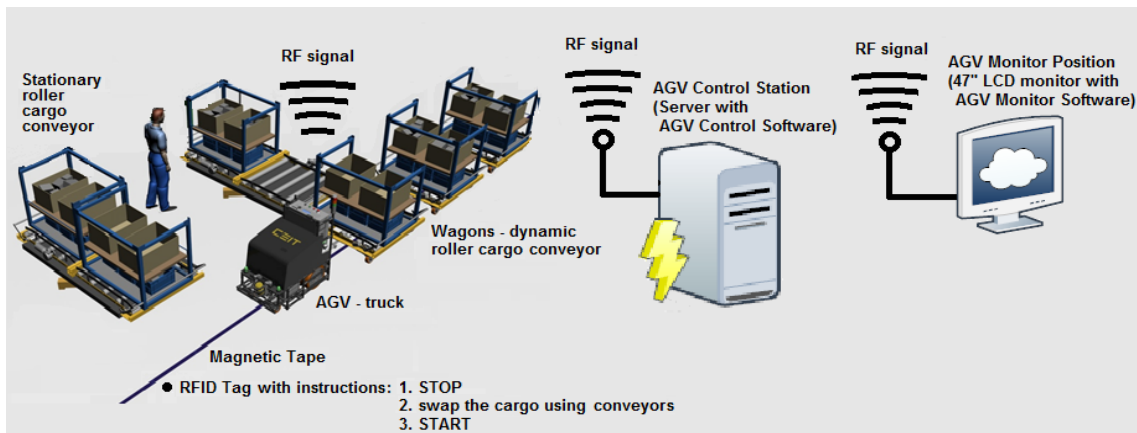 RF signal
Stationary
roller
cargo
conveyor
RF signal
AGV Control Station
(Server with
AGV Control Software)
RF signal
AGV Monitor Position
(47" LCD monitor with
AGV Monitor Software)
Wagons - dynamic
roller cargo conveyor
CEIT
AGV - truck
Magnetic Tape
RFID Tag with instructions: 1. STOP
2. swap the cargo using conveyors
3. START